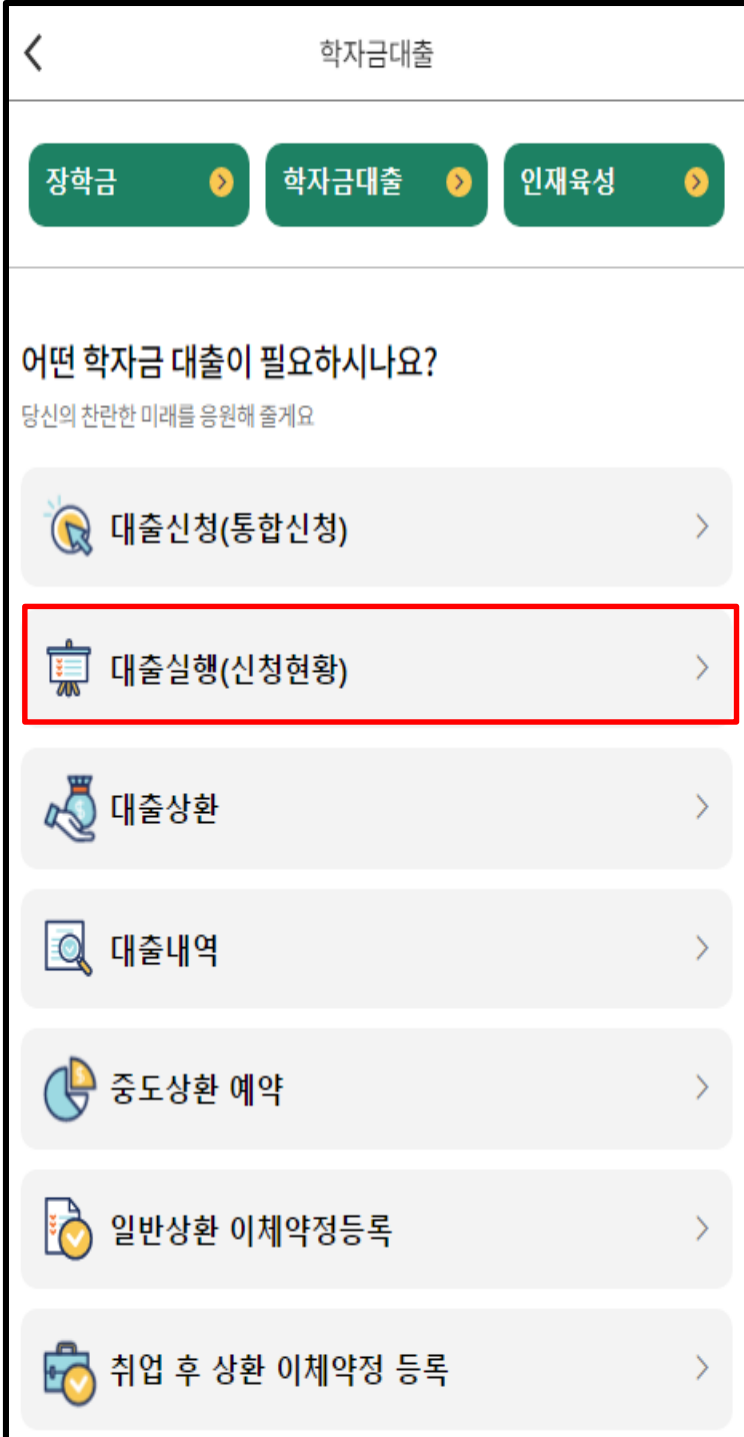 학자금대출
장학금
학자금대출
인재육성
어떤 학자금 대출이 필요하시나요?
당신의 찬란한 미래를 응원해 줄게요
대출신청(통합신청)
대출실행(신청현황)
대출상환
대출내역
중도상환 예약
일반상환 이체약정등록
취업 후 상환 이체약정 등록